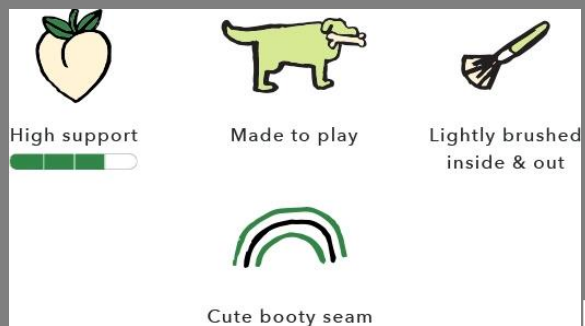 High support
Made to play
Lightly brushed
inside & out
Cute booty seam